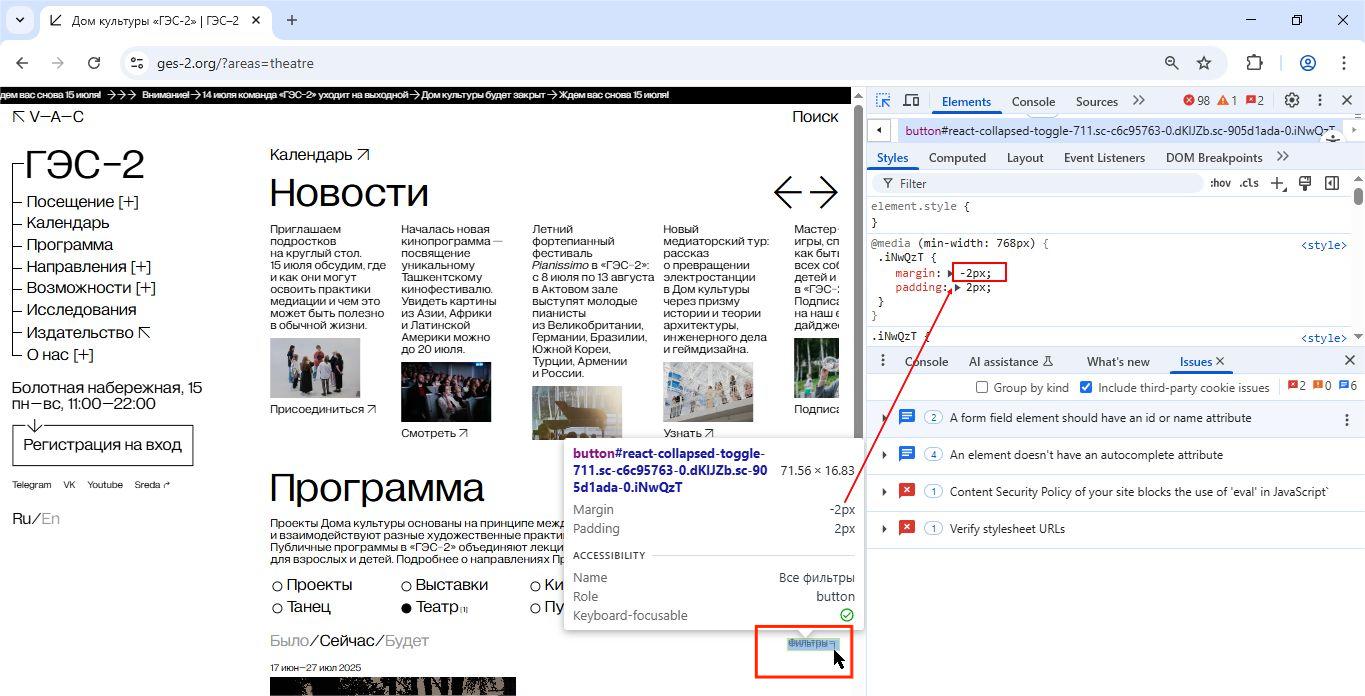 Дом культуры «ГЭС-2» | ГЭС–2
ges-2.org/?areas=theatre
дем вас снова 15 июля! →→→ Внимание!→14 июля команда «ГЭС-2» уходит на выходной→Дом культуры будет закрыт→Ждем вас снова 15 июля!
V–A–C
Поиск
ГЭС–2
Посещение [+]
Календарь
Программа
Направления [+]
Возможности [+]
Исследования
Издательство
О нас [+]
Болотная набережная, 15
пн–вс, 11:00–22:00
Регистрация на вход
Telegram VK Youtube Sreda
Ru/En
Календарь
Новости
Приглашаем
подростков
на круглый стол.
15 июля обсудим, где
и как они могут
освоить практики
медиации и чем это
может быть полезно
в обычной жизни.
Присоединиться
Началась новая
кинопрограмма —
посвящение
уникальному
Ташкентскому
кинофестивалю.
Увидеть картины
из Азии, Африки
и Латинской
Америки можно
до 20 июля.
Смотреть
Летний
фортепианный
фестиваль
Pianissimo в «ГЭС-2»:
с 8 июля по 13 августа
в Актовом зале
выступят молодые
пианисты
из Великобритании,
Германии, Бразилии,
Южной Кореи,
Турции, Армении
и России.
Новый
медиаторский тур:
рассказ
о превращении
электростанции
в Дом культуры
через призму
истории и теории
архитектуры,
инженерного дела
и геймдизайна.
Узнать
Мастер-
игры, сп
как быть
всех соб
детей и
в «ГЭС-2
Подписа
на наш е
дайджес
Подписа
Программа
Проекты Дома культуры основаны на принципе межд
и взаимодействуют разные художественные практи
Публичные программы в «ГЭС-2» объединяют лекци
для взрослых и детей. Подробнее о направлениях Пр
Проекты Выставки Ки
Танец Театр [1] Пу
Было/Сейчас/Будет
Фильтры
17 июн—27 июл 2025
button#react-collapsed-toggle-
711.sc-c6c95763-0.dKlJZb.sc-90
5d1ada-0.iNwQzT
71.56 × 16.83
Margin -2px
Padding 2px
ACCESSIBILITY
Name Все фильтры
Role button
Keyboard-focusable
Elements Console Sources 98 1 2
button#react-collapsed-toggle-711.sc-c6c95763-0.dKlJZb.sc-905d1ada-0.iNwQzT
Styles Computed Layout Event Listeners DOM Breakpoints
Filter :hov .cls
element.style {
}
@media (min-width: 768px) {
<style>
.iNwQzT {
margin: -2px;
padding: 2px;
}
}
.iNwQzT {
<style>
Console AI assistance What's new Issues
Group by kind Include third-party cookie issues 2 0 6
2 A form field element should have an id or name attribute
4 An element doesn't have an autocomplete attribute
1 Content Security Policy of your site blocks the use of 'eval' in JavaScript`
1 Verify stylesheet URLs